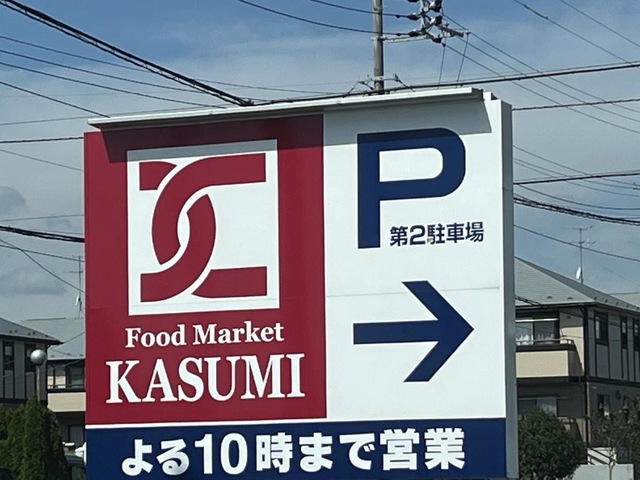 P
第2駐車場
→
Food Market
KASUMI
よる10時まで営業